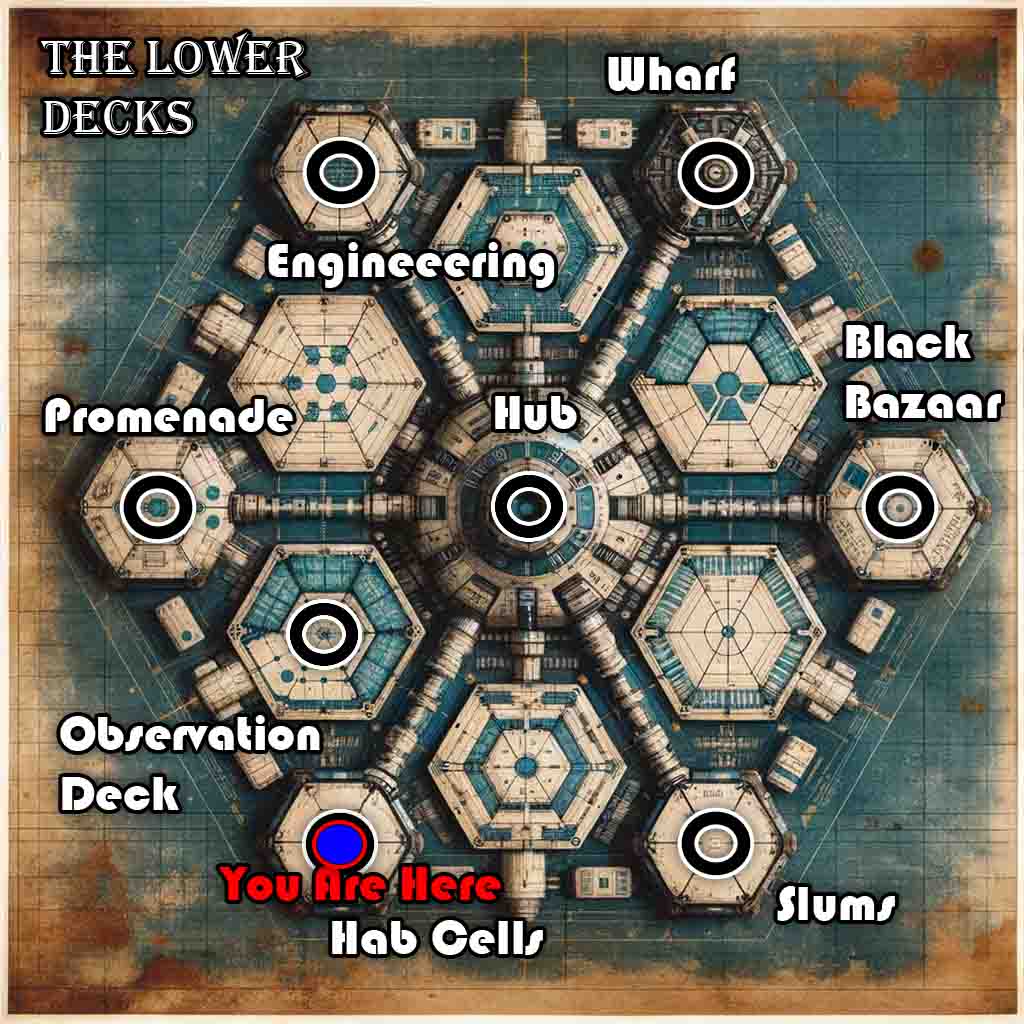 THE LOWER
DECKS
Wharf
Engineeering
Black
Bazaar
Promenade
Hub
Observation
Deck
You Are Here
Hab Cells
Slums